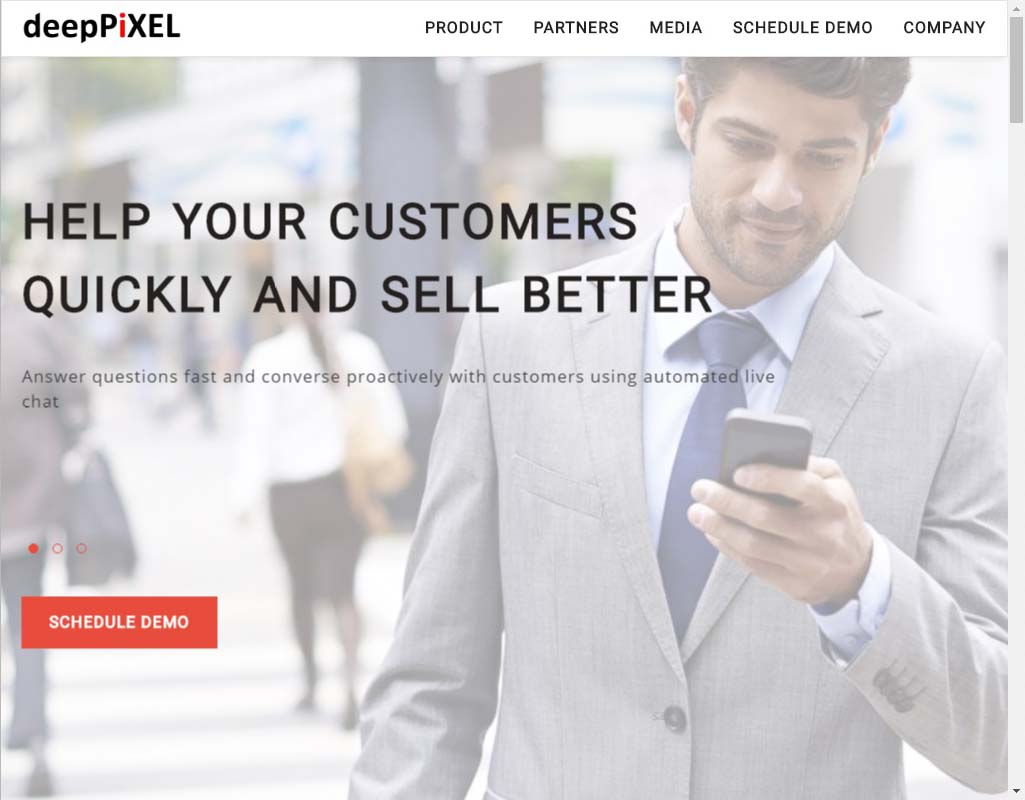 deepPiXEL
PRODUCT PARTNERS MEDIA SCHEDULE DEMO COMPANY
HELP YOUR CUSTOMERS
QUICKLY AND SELL BETTER
Answer questions fast and converse proactively with customers using automated live
chat
SCHEDULE DEMO